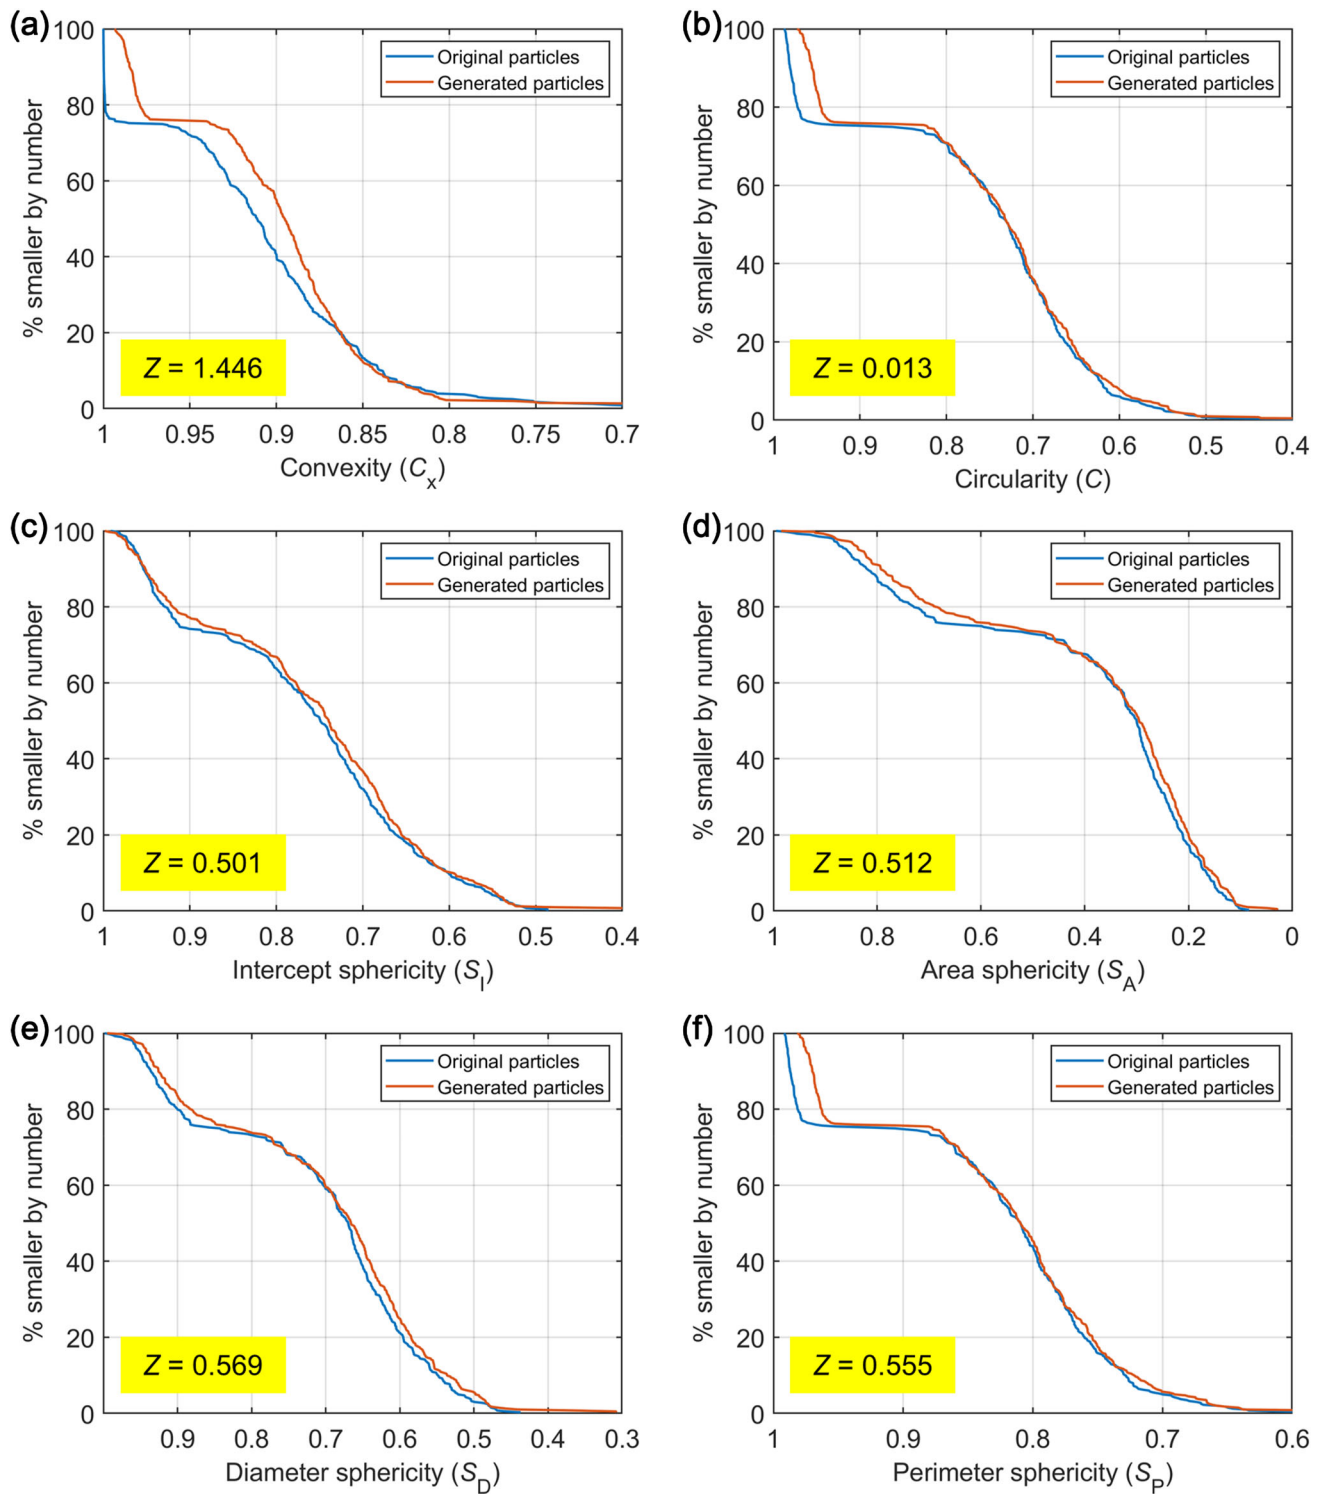 (a)
100
80
60
40
20
0
% smaller by number
Original particles
Generated particles
Z = 1.446
1 0.95 0.9 0.85 0.8 0.75 0.7
Convexity (Cx)
(b)
100
80
60
40
20
0
% smaller by number
Original particles
Generated particles
Z = 0.013
1 0.9 0.8 0.7 0.6 0.5 0.4
Circularity (C)
(c)
100
80
60
40
20
0
% smaller by number
Original particles
Generated particles
Z = 0.501
1 0.9 0.8 0.7 0.6 0.5 0.4
Intercept sphericity (SI)
(d)
100
80
60
40
20
0
% smaller by number
Original particles
Generated particles
Z = 0.512
1 0.8 0.6 0.4 0.2 0
Area sphericity (SA)
(e)
100
80
60
40
20
0
% smaller by number
Original particles
Generated particles
Z = 0.569
0.9 0.8 0.7 0.6 0.5 0.4 0.3
Diameter sphericity (SD)
(f)
100
80
60
40
20
0
% smaller by number
Original particles
Generated particles
Z = 0.555
1 0.9 0.8 0.7 0.6
Perimeter sphericity (SP)